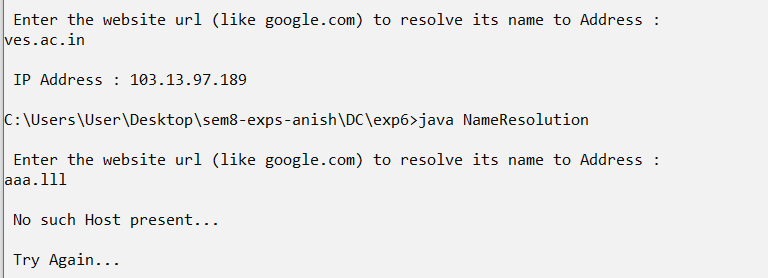 Enter the website url (like google.com) to resolve its name to Address :
ves.ac.in
IP Address : 103.13.97.189
C:\Users\User\Desktop\sem8-exps-anish\DC\exp6>java NameResolution
Enter the website url (like google.com) to resolve its name to Address :
aaa.lll
No such Host present...
Try Again...